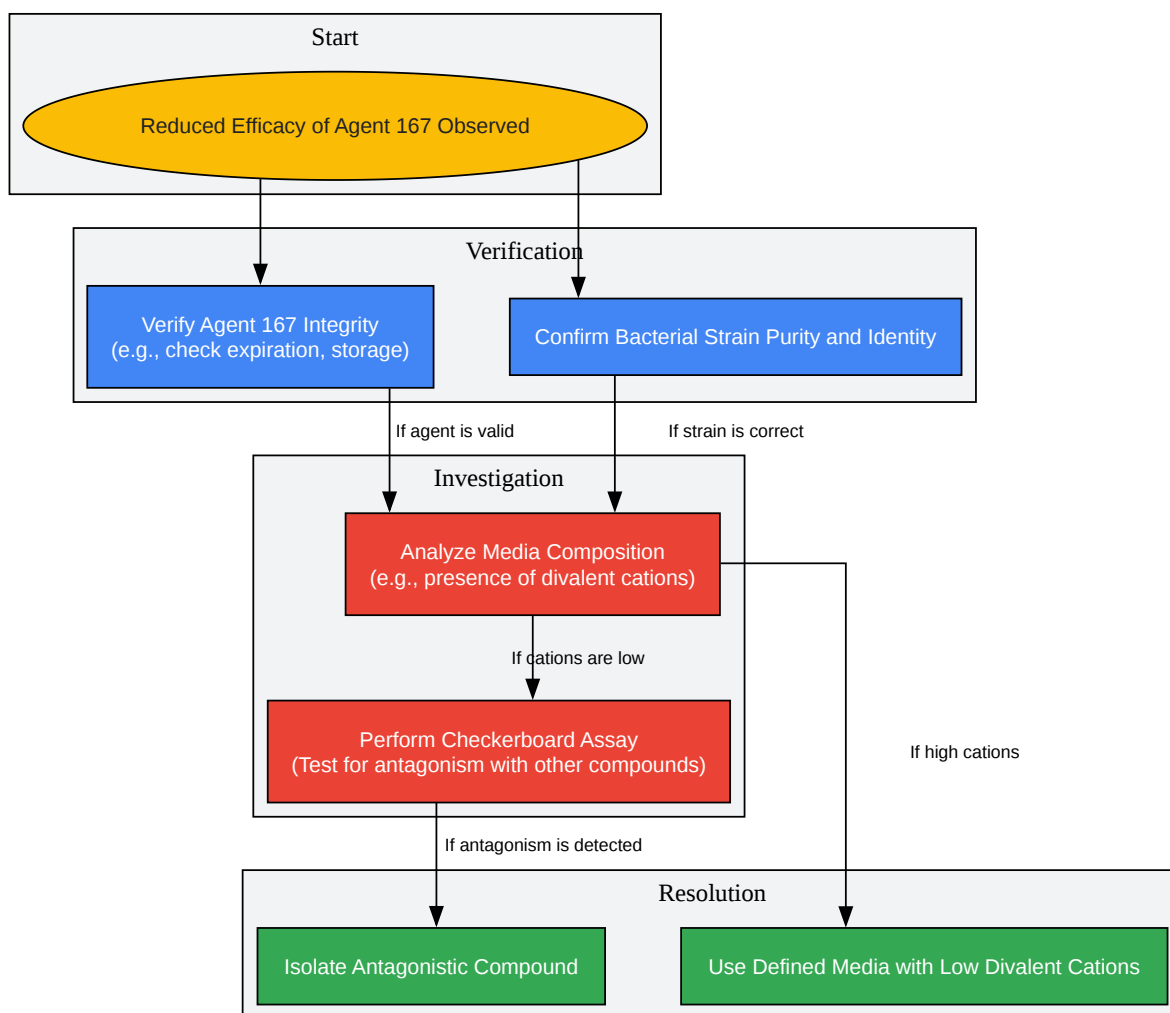 Start
Reduced Efficacy of Agent 167 Observed
Verification
Verify Agent 167 Integrity
(e.g., check expiration, storage)
Confirm Bacterial Strain Purity and Identity
If agent is valid
If strain is correct
Investigation
Analyze Media Composition
(e.g., presence of divalent cations)
If cations are low
Perform Checkerboard Assay
(Test for antagonism with other compounds)
If high cations
If antagonism is detected
Resolution
Isolate Antagonistic Compound
Use Defined Media with Low Divalent Cations